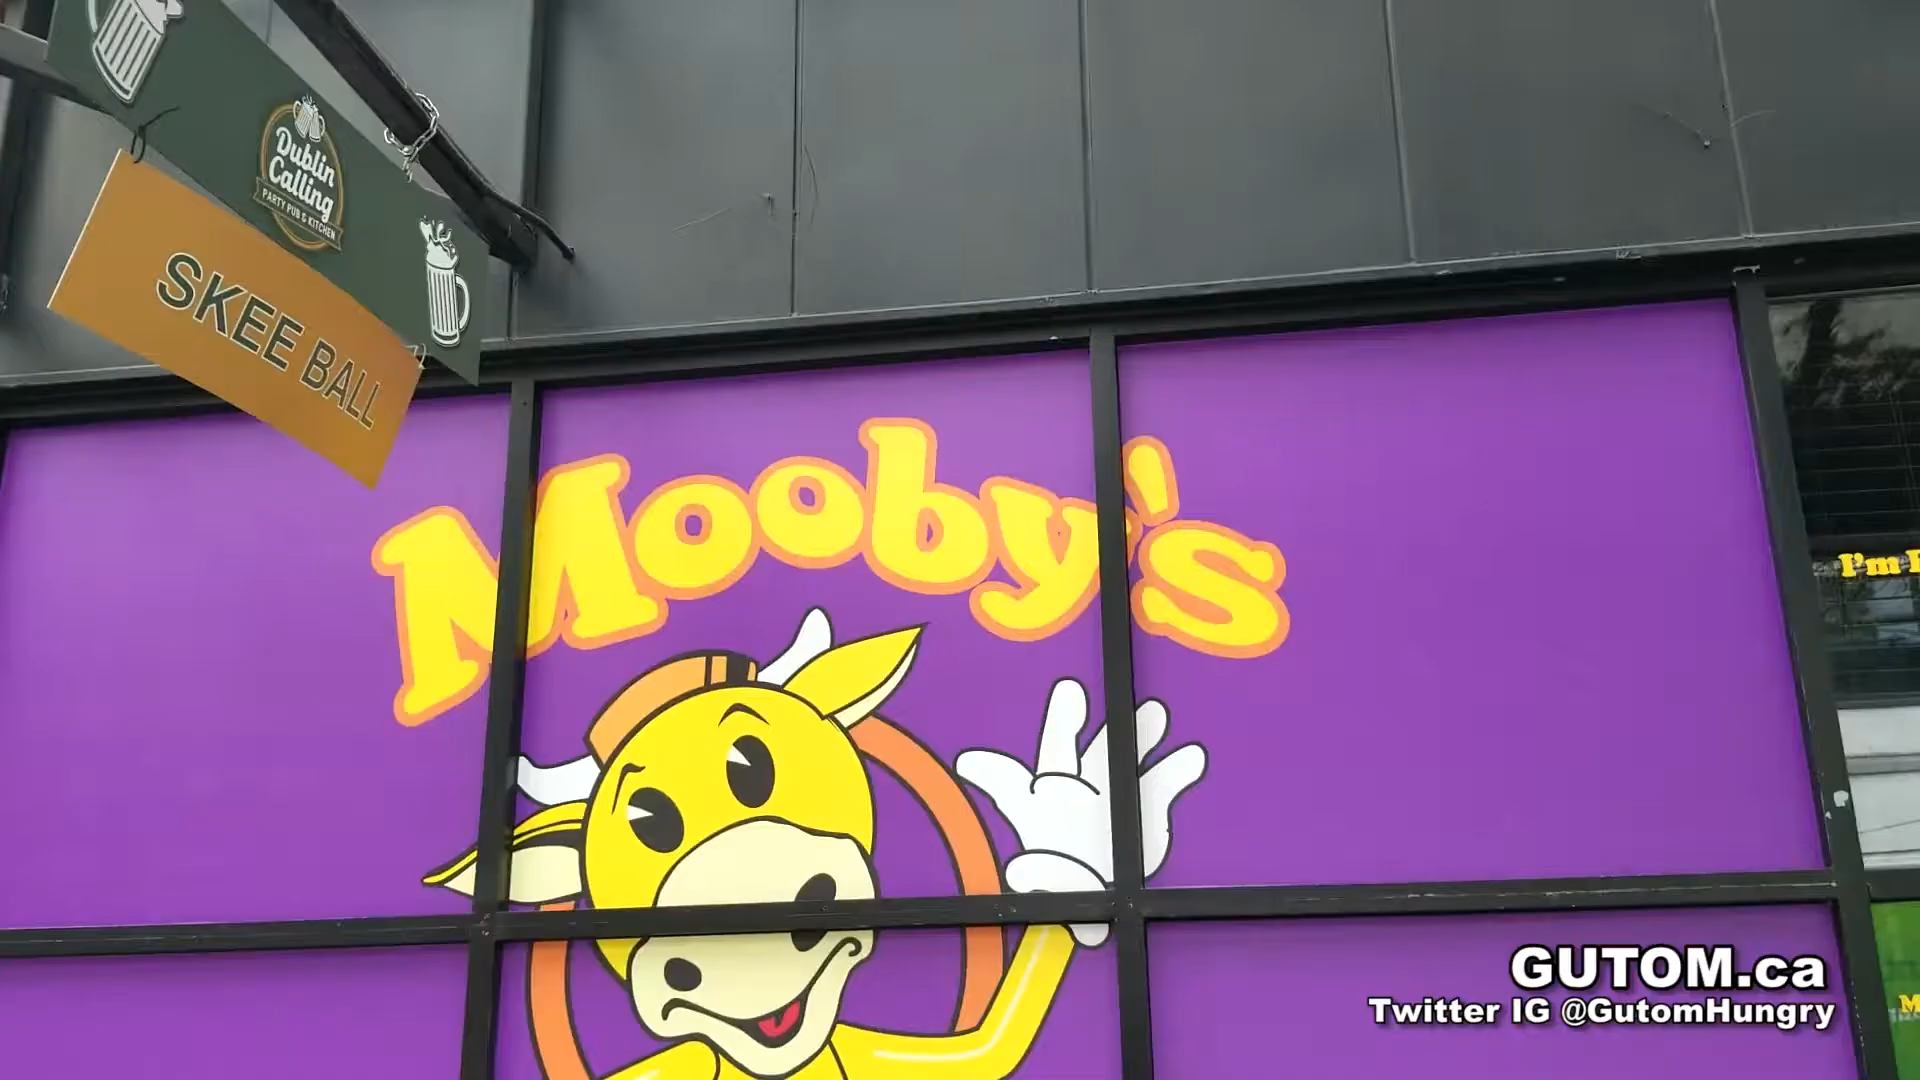 Dublin
Calling
PARTY PUB & KITCHEN
SKEE BALL
Mooby's
I'm
GUTOM.ca
Twitter IG @GutomHungry